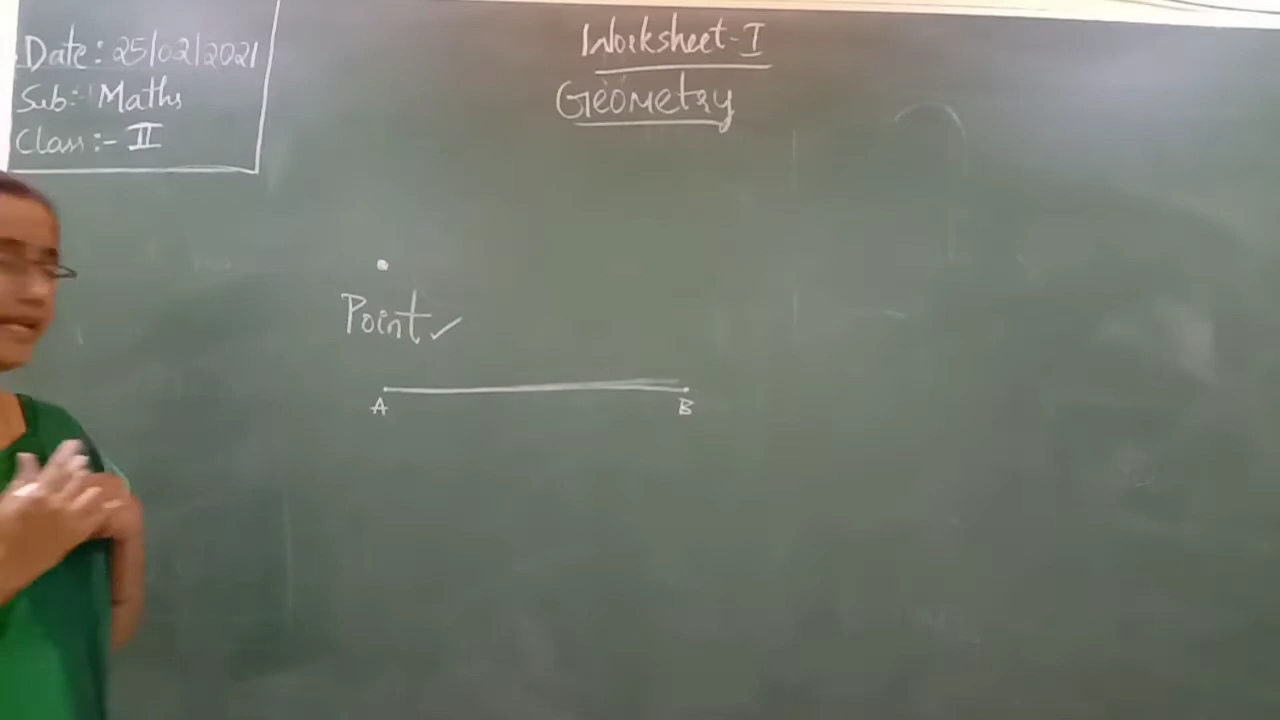 Date: 25/02/2021
Sub:- Maths
Class:- II
Worksheet-I
Geometry
Point
A B